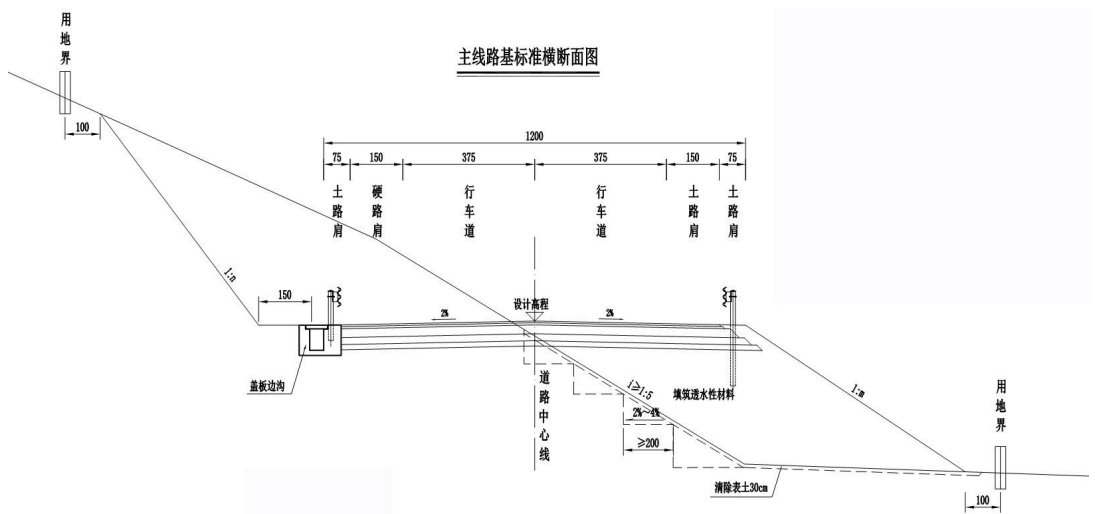 用地界
主线路基标准横断面图
100
1200
75 150 375 375 150 75
土路肩 硬路肩 行车道 行车道 土路肩 土路肩
1:n
150
设计高程
2% 2%
盖板边沟
道路中心线
i≥1:5
填筑透水性材料
1:m
2%~4%
≥200
用地界
清除表土30cm
100